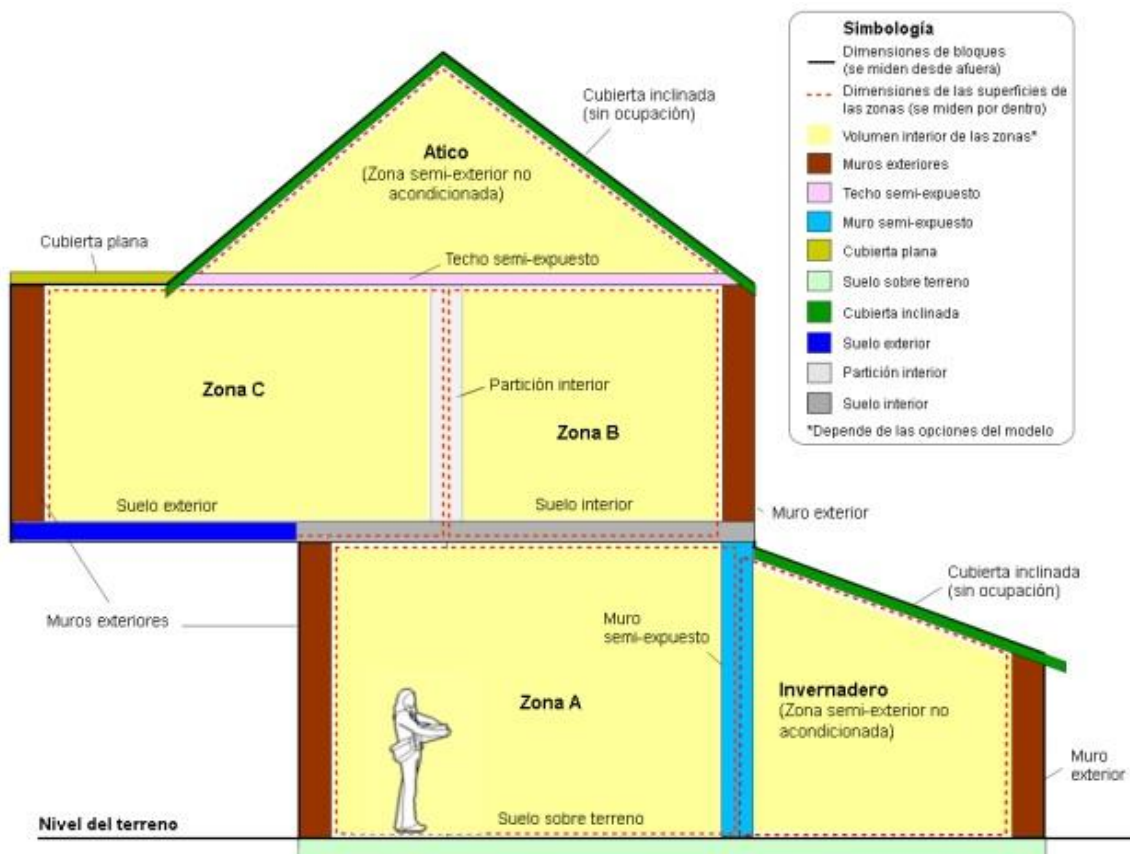 Simbología
Dimensiones de bloques
(se miden desde afuera)
Dimensiones de las superficies de
las zonas (se miden por dentro)
Volumen interior de las zonas*
Muros exteriores
Techo semi-expuesto
Muro semi-expuesto
Cubierta plana
Suelo sobre terreno
Cubierta inclinada
Suelo exterior
Partición interior
Suelo interior
*Depende de las opciones del modelo
Cubierta inclinada
(sin ocupación)
Atico
(Zona semi-exterior no
acondicionada)
Cubierta plana
Techo semi-expuesto
Zona C
Partición interior
Zona B
Suelo exterior
Suelo interior
Muro exterior
Cubierta inclinada
(sin ocupación)
Muros exteriores
Muro
semi-expuesto
Zona A
Invernadero
(Zona semi-exterior no
acondicionada)
Muro
exterior
Suelo sobre terreno
Nivel del terreno